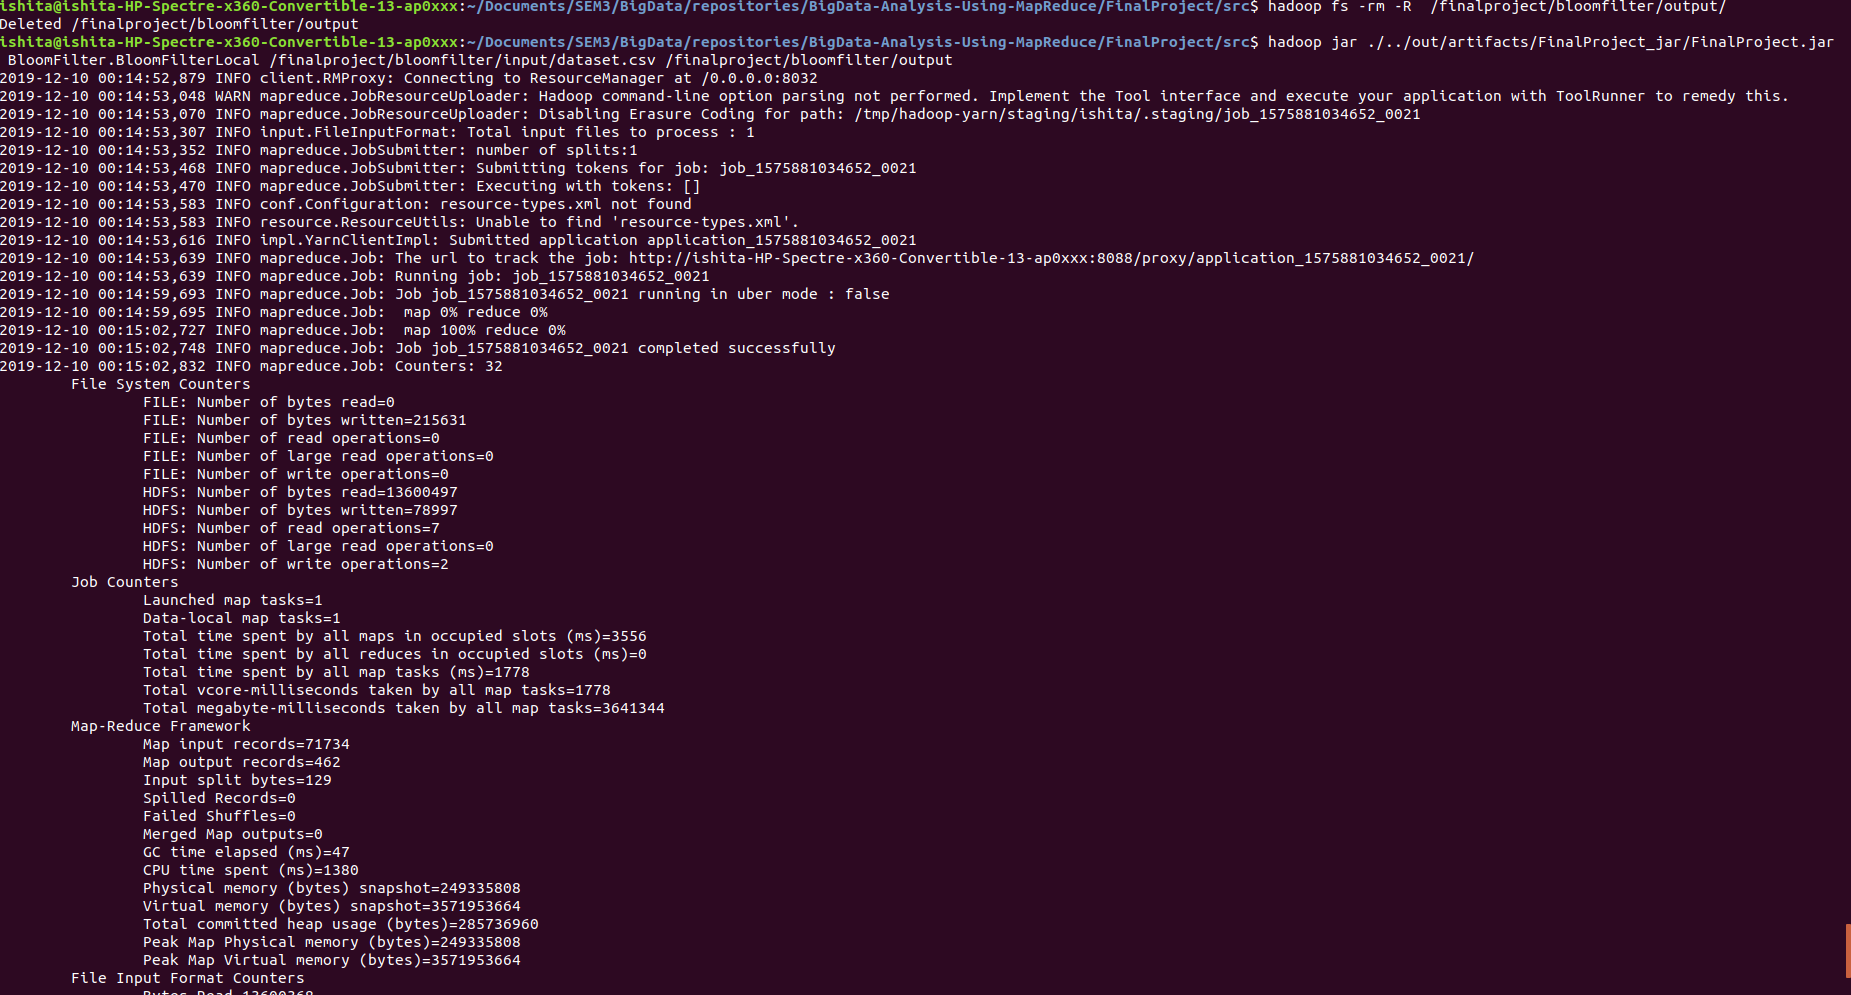 ishita@ishita-HP-Spectre-x360-Convertible-13-ap0xxx:~/Documents/SEM3/BigData/repositories/BigData-Analysis-Using-MapReduce/FinalProject/src$ hadoop fs -rm -R  /finalproject/bloomfilter/output/
Deleted /finalproject/bloomfilter/output
ishita@ishita-HP-Spectre-x360-Convertible-13-ap0xxx:~/Documents/SEM3/BigData/repositories/BigData-Analysis-Using-MapReduce/FinalProject/src$ hadoop jar ./../out/artifacts/FinalProject_jar/FinalProject.jar
 BloomFilter.BloomFilterLocal /finalproject/bloomfilter/input/dataset.csv /finalproject/bloomfilter/output
2019-12-10 00:14:52,879 INFO client.RMProxy: Connecting to ResourceManager at /0.0.0.0:8032
2019-12-10 00:14:53,048 WARN mapreduce.JobResourceUploader: Hadoop command-line option parsing not performed. Implement the Tool interface and execute your application with ToolRunner to remedy this.
2019-12-10 00:14:53,070 INFO mapreduce.JobResourceUploader: Disabling Erasure Coding for path: /tmp/hadoop-yarn/staging/ishita/.staging/job_1575881034652_0021
2019-12-10 00:14:53,307 INFO input.FileInputFormat: Total input files to process : 1
2019-12-10 00:14:53,352 INFO mapreduce.JobSubmitter: number of splits:1
2019-12-10 00:14:53,468 INFO mapreduce.JobSubmitter: Submitting tokens for job: job_1575881034652_0021
2019-12-10 00:14:53,470 INFO mapreduce.JobSubmitter: Executing with tokens: []
2019-12-10 00:14:53,583 INFO conf.Configuration: resource-types.xml not found
2019-12-10 00:14:53,583 INFO resource.ResourceUtils: Unable to find 'resource-types.xml'.
2019-12-10 00:14:53,616 INFO impl.YarnClientImpl: Submitted application application_1575881034652_0021
2019-12-10 00:14:53,639 INFO mapreduce.Job: The url to track the job: http://ishita-HP-Spectre-x360-Convertible-13-ap0xxx:8088/proxy/application_1575881034652_0021/
2019-12-10 00:14:53,639 INFO mapreduce.Job: Running job: job_1575881034652_0021
2019-12-10 00:14:59,693 INFO mapreduce.Job: Job job_1575881034652_0021 running in uber mode : false
2019-12-10 00:14:59,695 INFO mapreduce.Job:  map 0% reduce 0%
2019-12-10 00:15:02,727 INFO mapreduce.Job:  map 100% reduce 0%
2019-12-10 00:15:02,748 INFO mapreduce.Job: Job job_1575881034652_0021 completed successfully
2019-12-10 00:15:02,832 INFO mapreduce.Job: Counters: 32
File System Counters
FILE: Number of bytes read=0
FILE: Number of bytes written=215631
FILE: Number of read operations=0
FILE: Number of large read operations=0
FILE: Number of write operations=0
HDFS: Number of bytes read=13600497
HDFS: Number of bytes written=78997
HDFS: Number of read operations=7
HDFS: Number of large read operations=0
HDFS: Number of write operations=2
Job Counters
Launched map tasks=1
Data-local map tasks=1
Total time spent by all maps in occupied slots (ms)=3556
Total time spent by all reduces in occupied slots (ms)=0
Total time spent by all map tasks (ms)=1778
Total vcore-milliseconds taken by all map tasks=1778
Total megabyte-milliseconds taken by all map tasks=3641344
Map-Reduce Framework
Map input records=71734
Map output records=462
Input split bytes=129
Spilled Records=0
Failed Shuffles=0
Merged Map outputs=0
GC time elapsed (ms)=47
CPU time spent (ms)=1380
Physical memory (bytes) snapshot=249335808
Virtual memory (bytes) snapshot=3571953664
Total committed heap usage (bytes)=285736960
Peak Map Physical memory (bytes)=249335808
Peak Map Virtual memory (bytes)=3571953664
File Input Format Counters
Bytes Read=13600368